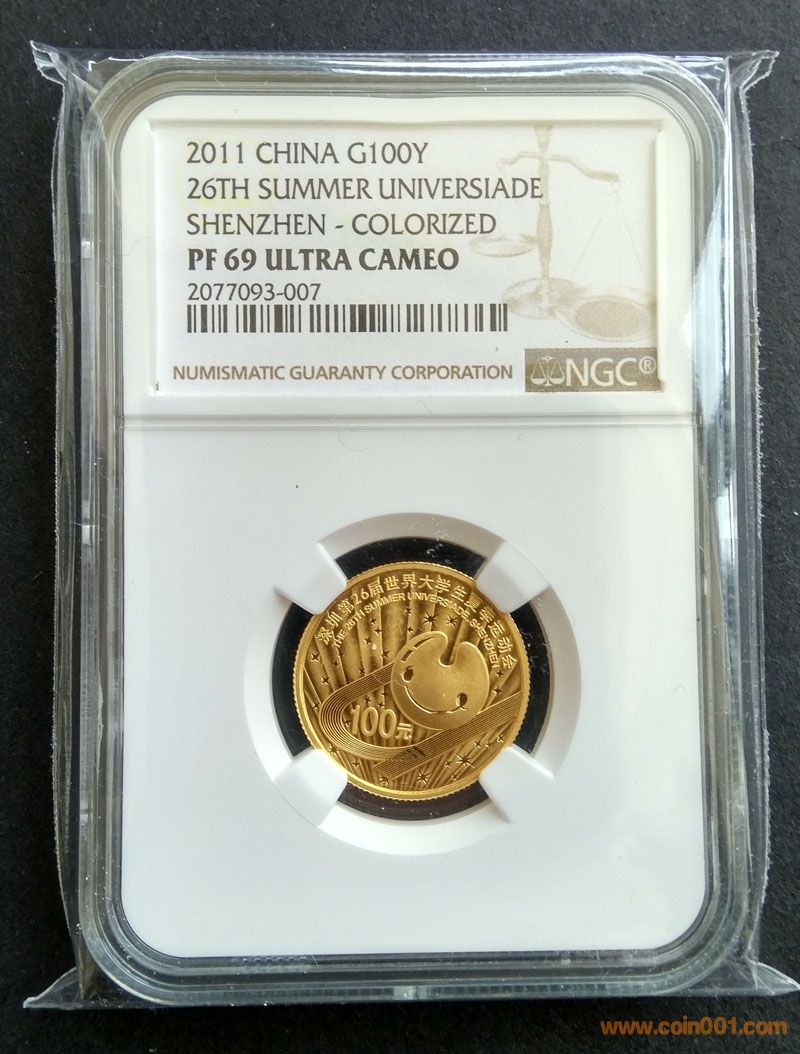 2011 CHINA G100Y
26TH SUMMER UNIVERSIADE
SHENZHEN - COLORIZED
PF 69 ULTRA CAMEO
2077093-007
NUMISMATIC GUARANTY CORPORATION
NGC®
深圳第26届世界大学生夏季运动会
THE 26TH SUMMER UNIVERSIADE SHENZHEN
100元
www.coin001.com